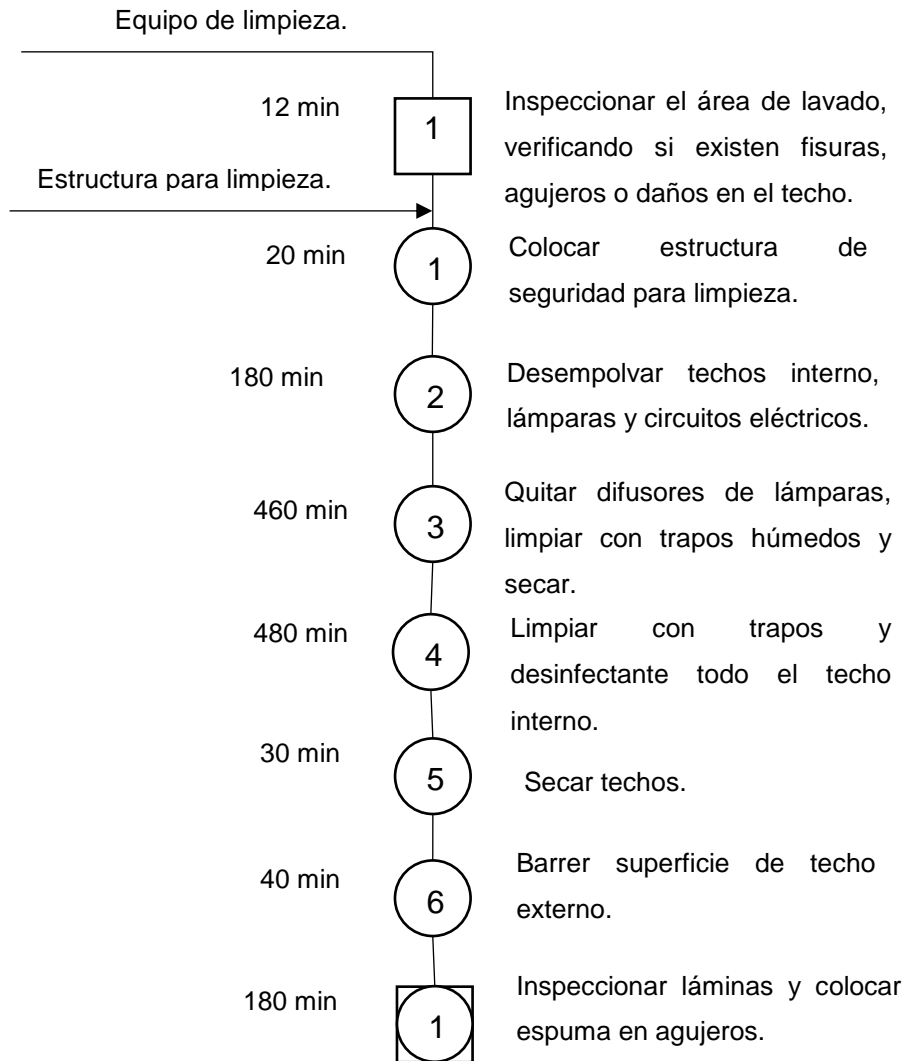 Equipo de limpieza.
12 min
1
Inspeccionar el área de lavado,
verificando si existen fisuras,
agujeros o daños en el techo.
Estructura para limpieza.
20 min
1
Colocar estructura de
seguridad para limpieza.
180 min
2
Desempolvar techos interno,
lámparas y circuitos eléctricos.
460 min
3
Quitar difusores de lámparas,
limpiar con trapos húmedos y
secar.
480 min
4
Limpiar con trapos y
desinfectante todo el techo
interno.
30 min
5
Secar techos.
40 min
6
Barrer superficie de techo
externo.
180 min
1
Inspeccionar láminas y colocar
espuma en agujeros.